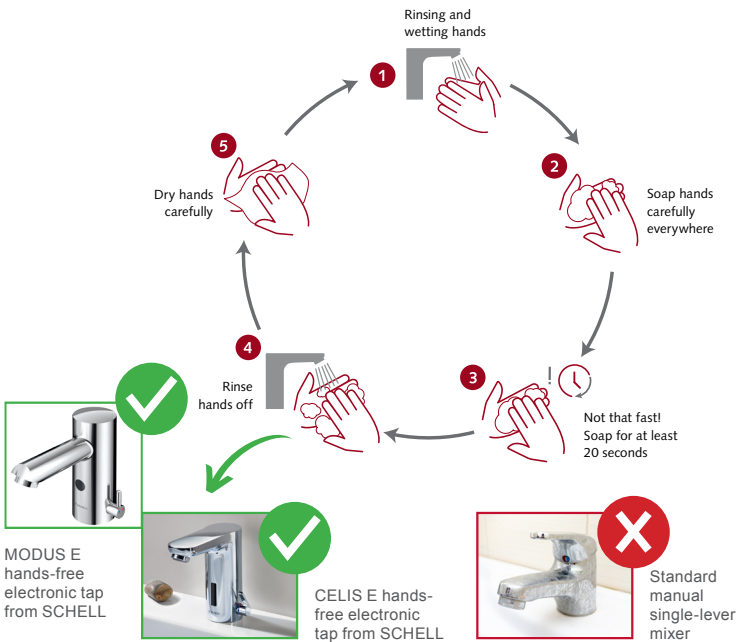 Rinsing and
wetting hands
1
2
Soap hands
carefully
everywhere
3
!
Not that fast!
Soap for at least
20 seconds
4
Rinse
hands off
5
Dry hands
carefully
MODUS E
hands-free
electronic tap
from SCHELL
CELIS E hands-
free electronic
tap from SCHELL
Standard
manual
single-lever
mixer